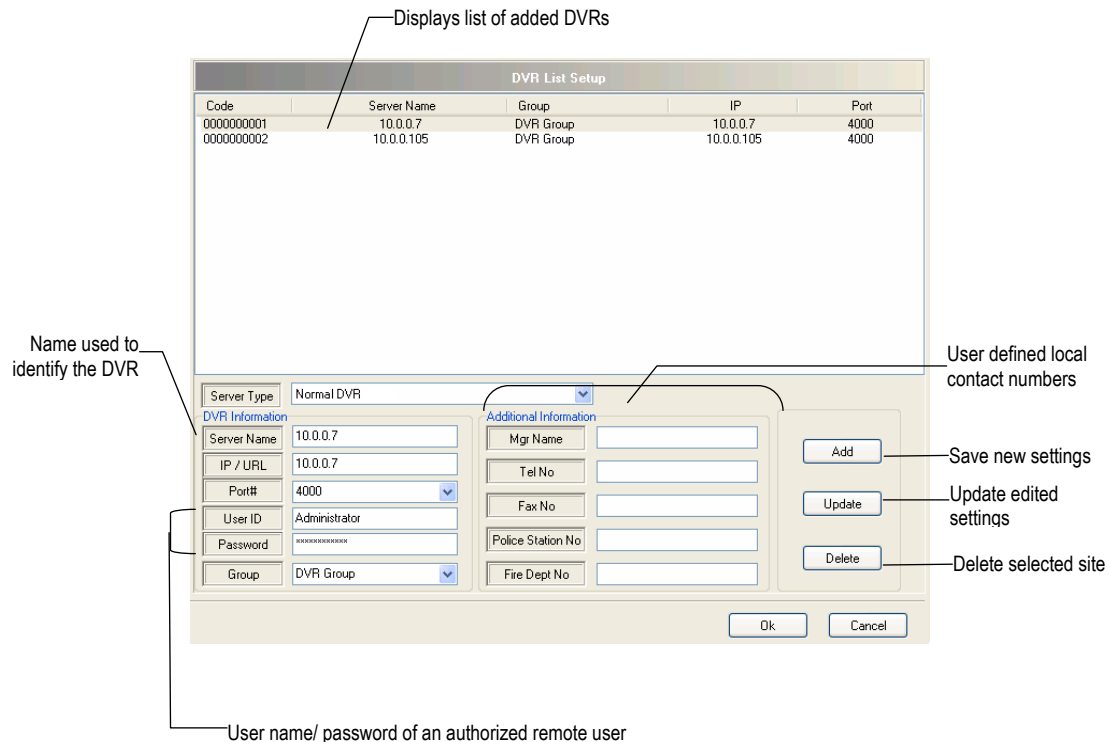 Displays list of added DVRs
DVR List Setup
Code Server Name Group IP Port
0000000001 10.0.0.7 DVR Group 10.0.0.7 4000
0000000002 10.0.0.105 DVR Group 10.0.0.105 4000
Name used to
identify the DVR
User defined local
contact numbers
Server Type Normal DVR
DVR Information
Server Name 10.0.0.7
IP / URL 10.0.0.7
Port# 4000
User ID Administrator
Password ************
Group DVR Group
Additional Information
Mgr Name
Tel No
Fax No
Police Station No
Fire Dept No
Add
Save new settings
Update
Update edited
settings
Delete
Delete selected site
Ok Cancel
User name/ password of an authorized remote user